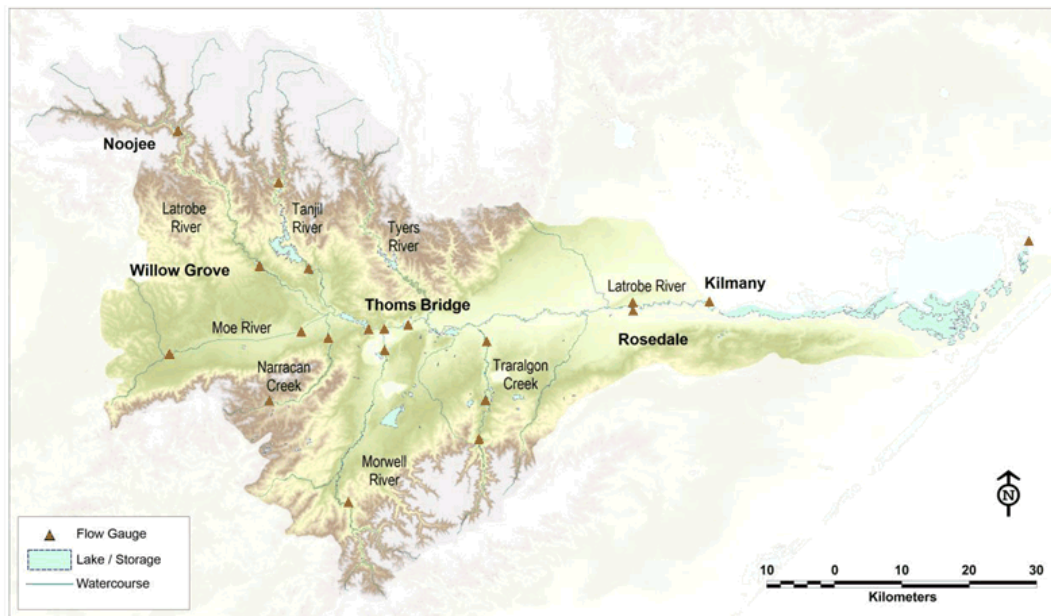 Noojee
Latrobe
River
Tanjil
River
Tyers
River
Willow Grove
Thoms Bridge
Latrobe River
Kilmany
Moe River
Rosedale
Narracan
Creek
Traralgon
Creek
Morwell
River
N
Flow Gauge
Lake / Storage
Watercourse
10 0 10 20 30
Kilometers